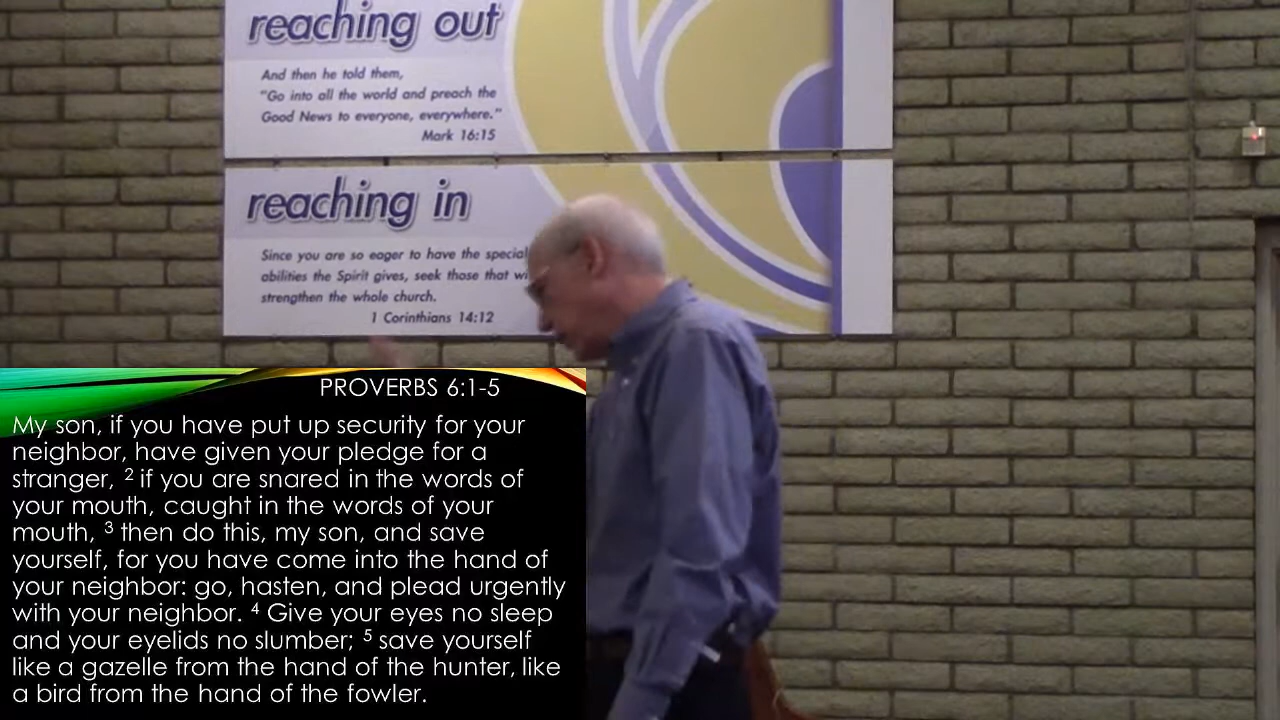 reaching out
And then he told them,
"Go into all the world and preach the
Good News to everyone, everywhere."
Mark 16:15
reaching in
Since you are so eager to have the special
abilities the Spirit gives, seek those that
strengthen the whole church.
1 Corinthians 14:12
PROVERBS 6:1-5
My son, if you have put up security for your
neighbor, have given your pledge for a
stranger, 2 if you are snared in the words of
your mouth, caught in the words of your
mouth, 3 then do this, my son, and save
yourself, for you have come into the hand of
your neighbor: go, hasten, and plead urgently
with your neighbor. 4 Give your eyes no sleep
and your eyelids no slumber; 5 save yourself
like a gazelle from the hand of the hunter, like
a bird from the hand of the fowler.